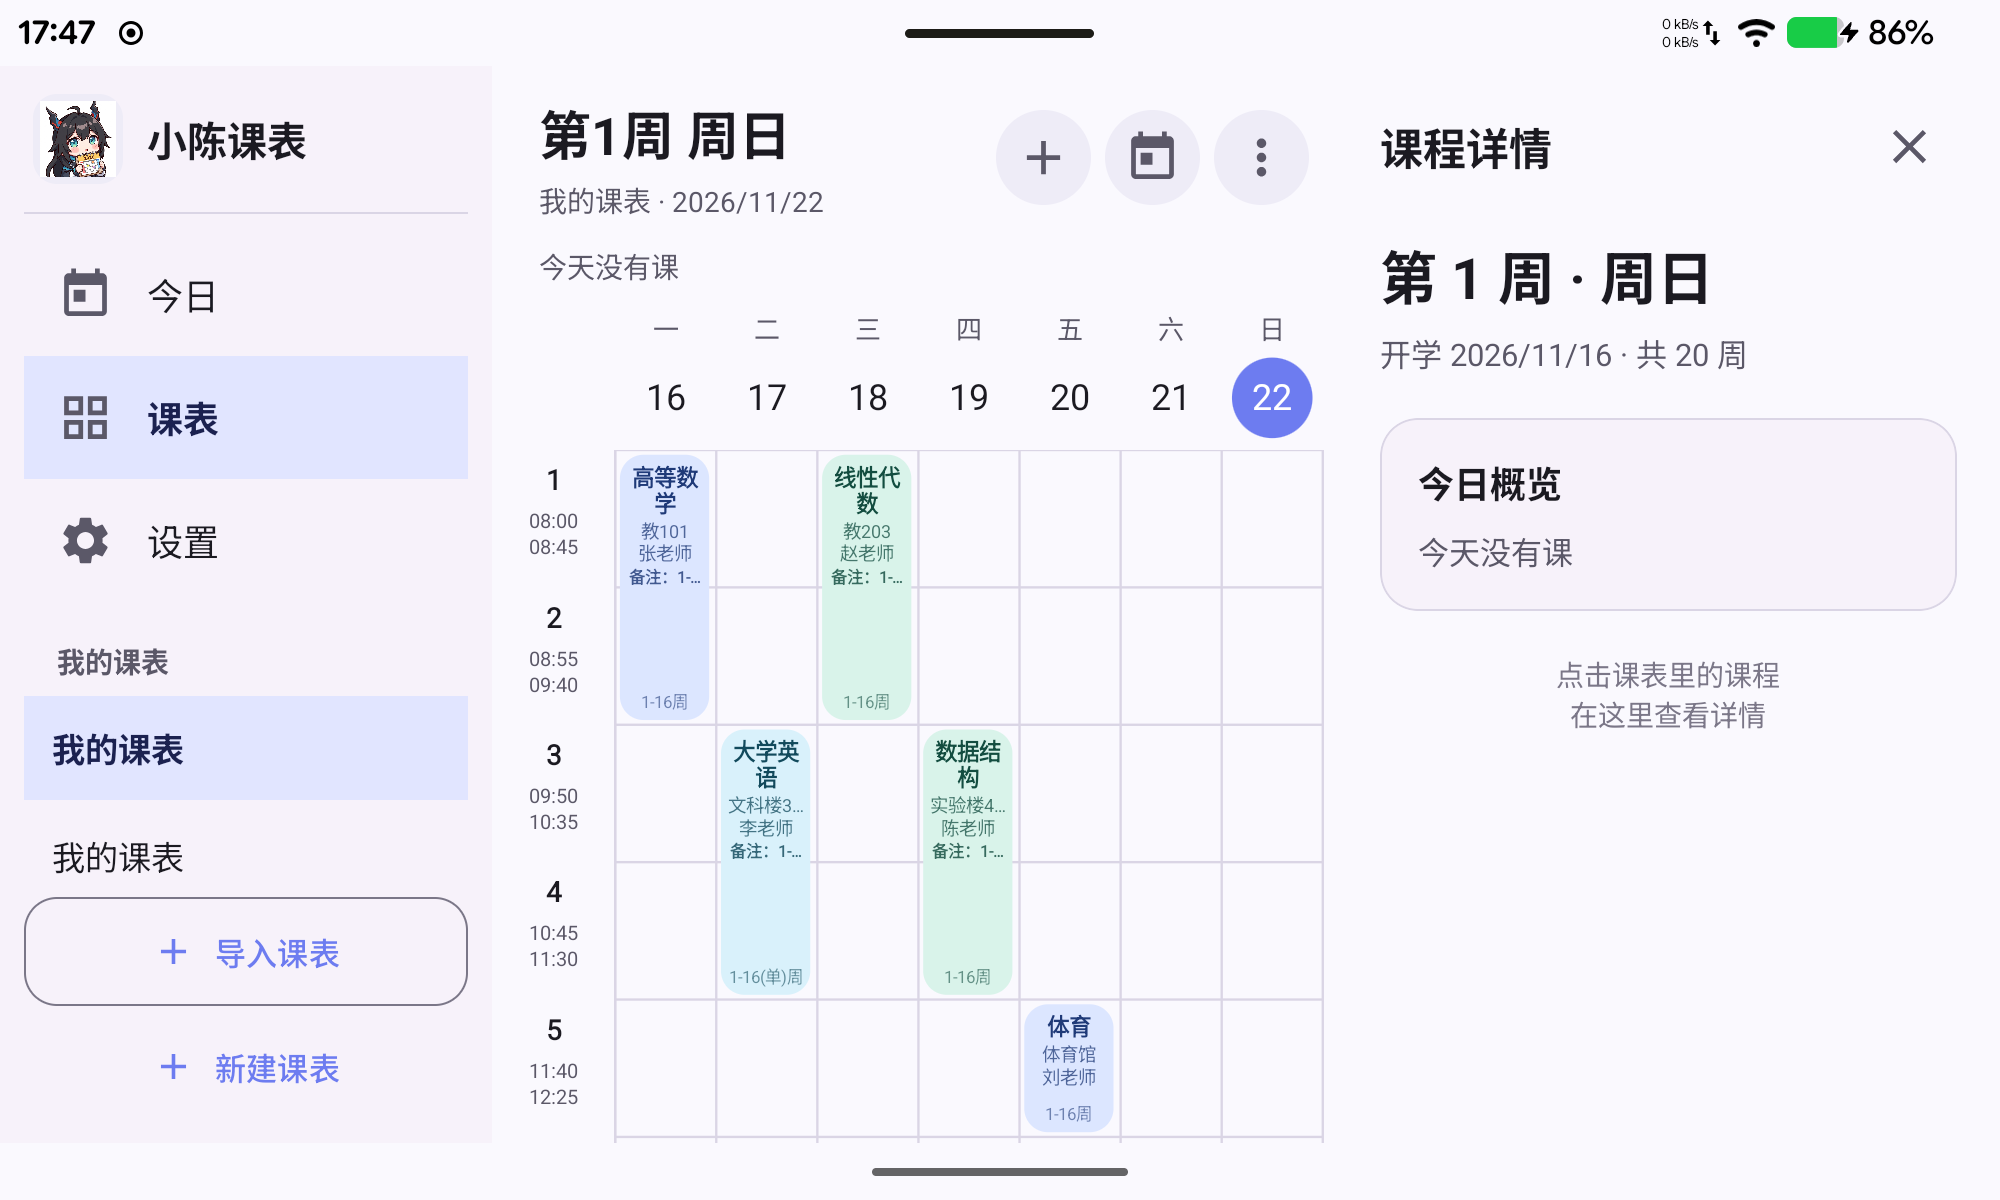 17:47
0 kB/s
0 kB/s
86%
小陈课表
今日
课表
设置
我的课表
我的课表
我的课表
导入课表
新建课表
第1周 周日
我的课表 · 2026/11/22
今天没有课
一 二 三 四 五 六 日
16 17 18 19 20 21 22
1
08:00
08:45
2
08:55
09:40
3
09:50
10:35
4
10:45
11:30
5
11:40
12:25
高等数
学
教101
张老师
备注：1-...
1-16周
大学英
语
文科楼3...
李老师
备注：1-...
1-16(单)周
线性代
数
教203
赵老师
备注：1-...
1-16周
数据结
构
实验楼4...
陈老师
备注：1-...
1-16周
体育
体育馆
刘老师
1-16周
课程详情
第 1 周 · 周日
开学 2026/11/16 · 共 20 周
今日概览
今天没有课
点击课表里的课程
在这里查看详情